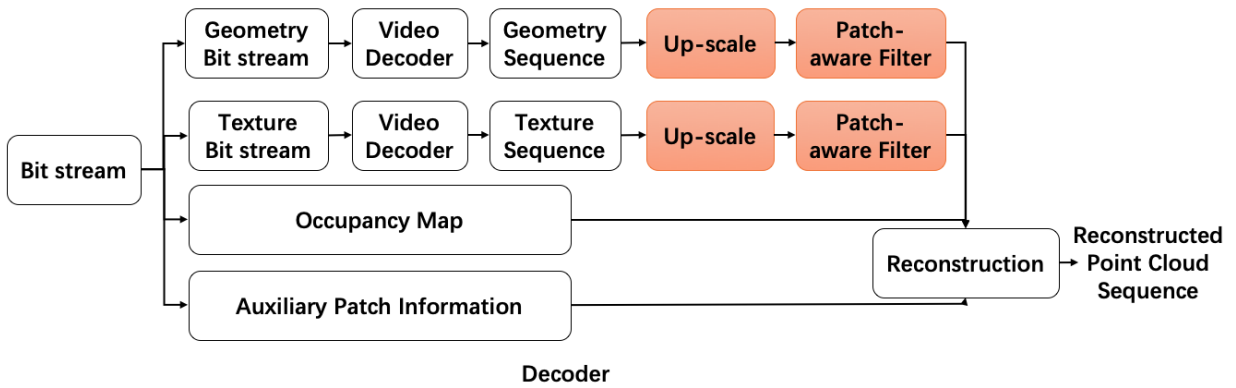 Geometry
Bit stream
Video
Decoder
Geometry
Sequence
Up-scale
Patch-
aware Filter
Texture
Bit stream
Video
Decoder
Texture
Sequence
Up-scale
Patch-
aware Filter
Bit stream
Occupancy Map
Auxiliary Patch Information
Reconstruction
Reconstructed
Point Cloud
Sequence
Decoder